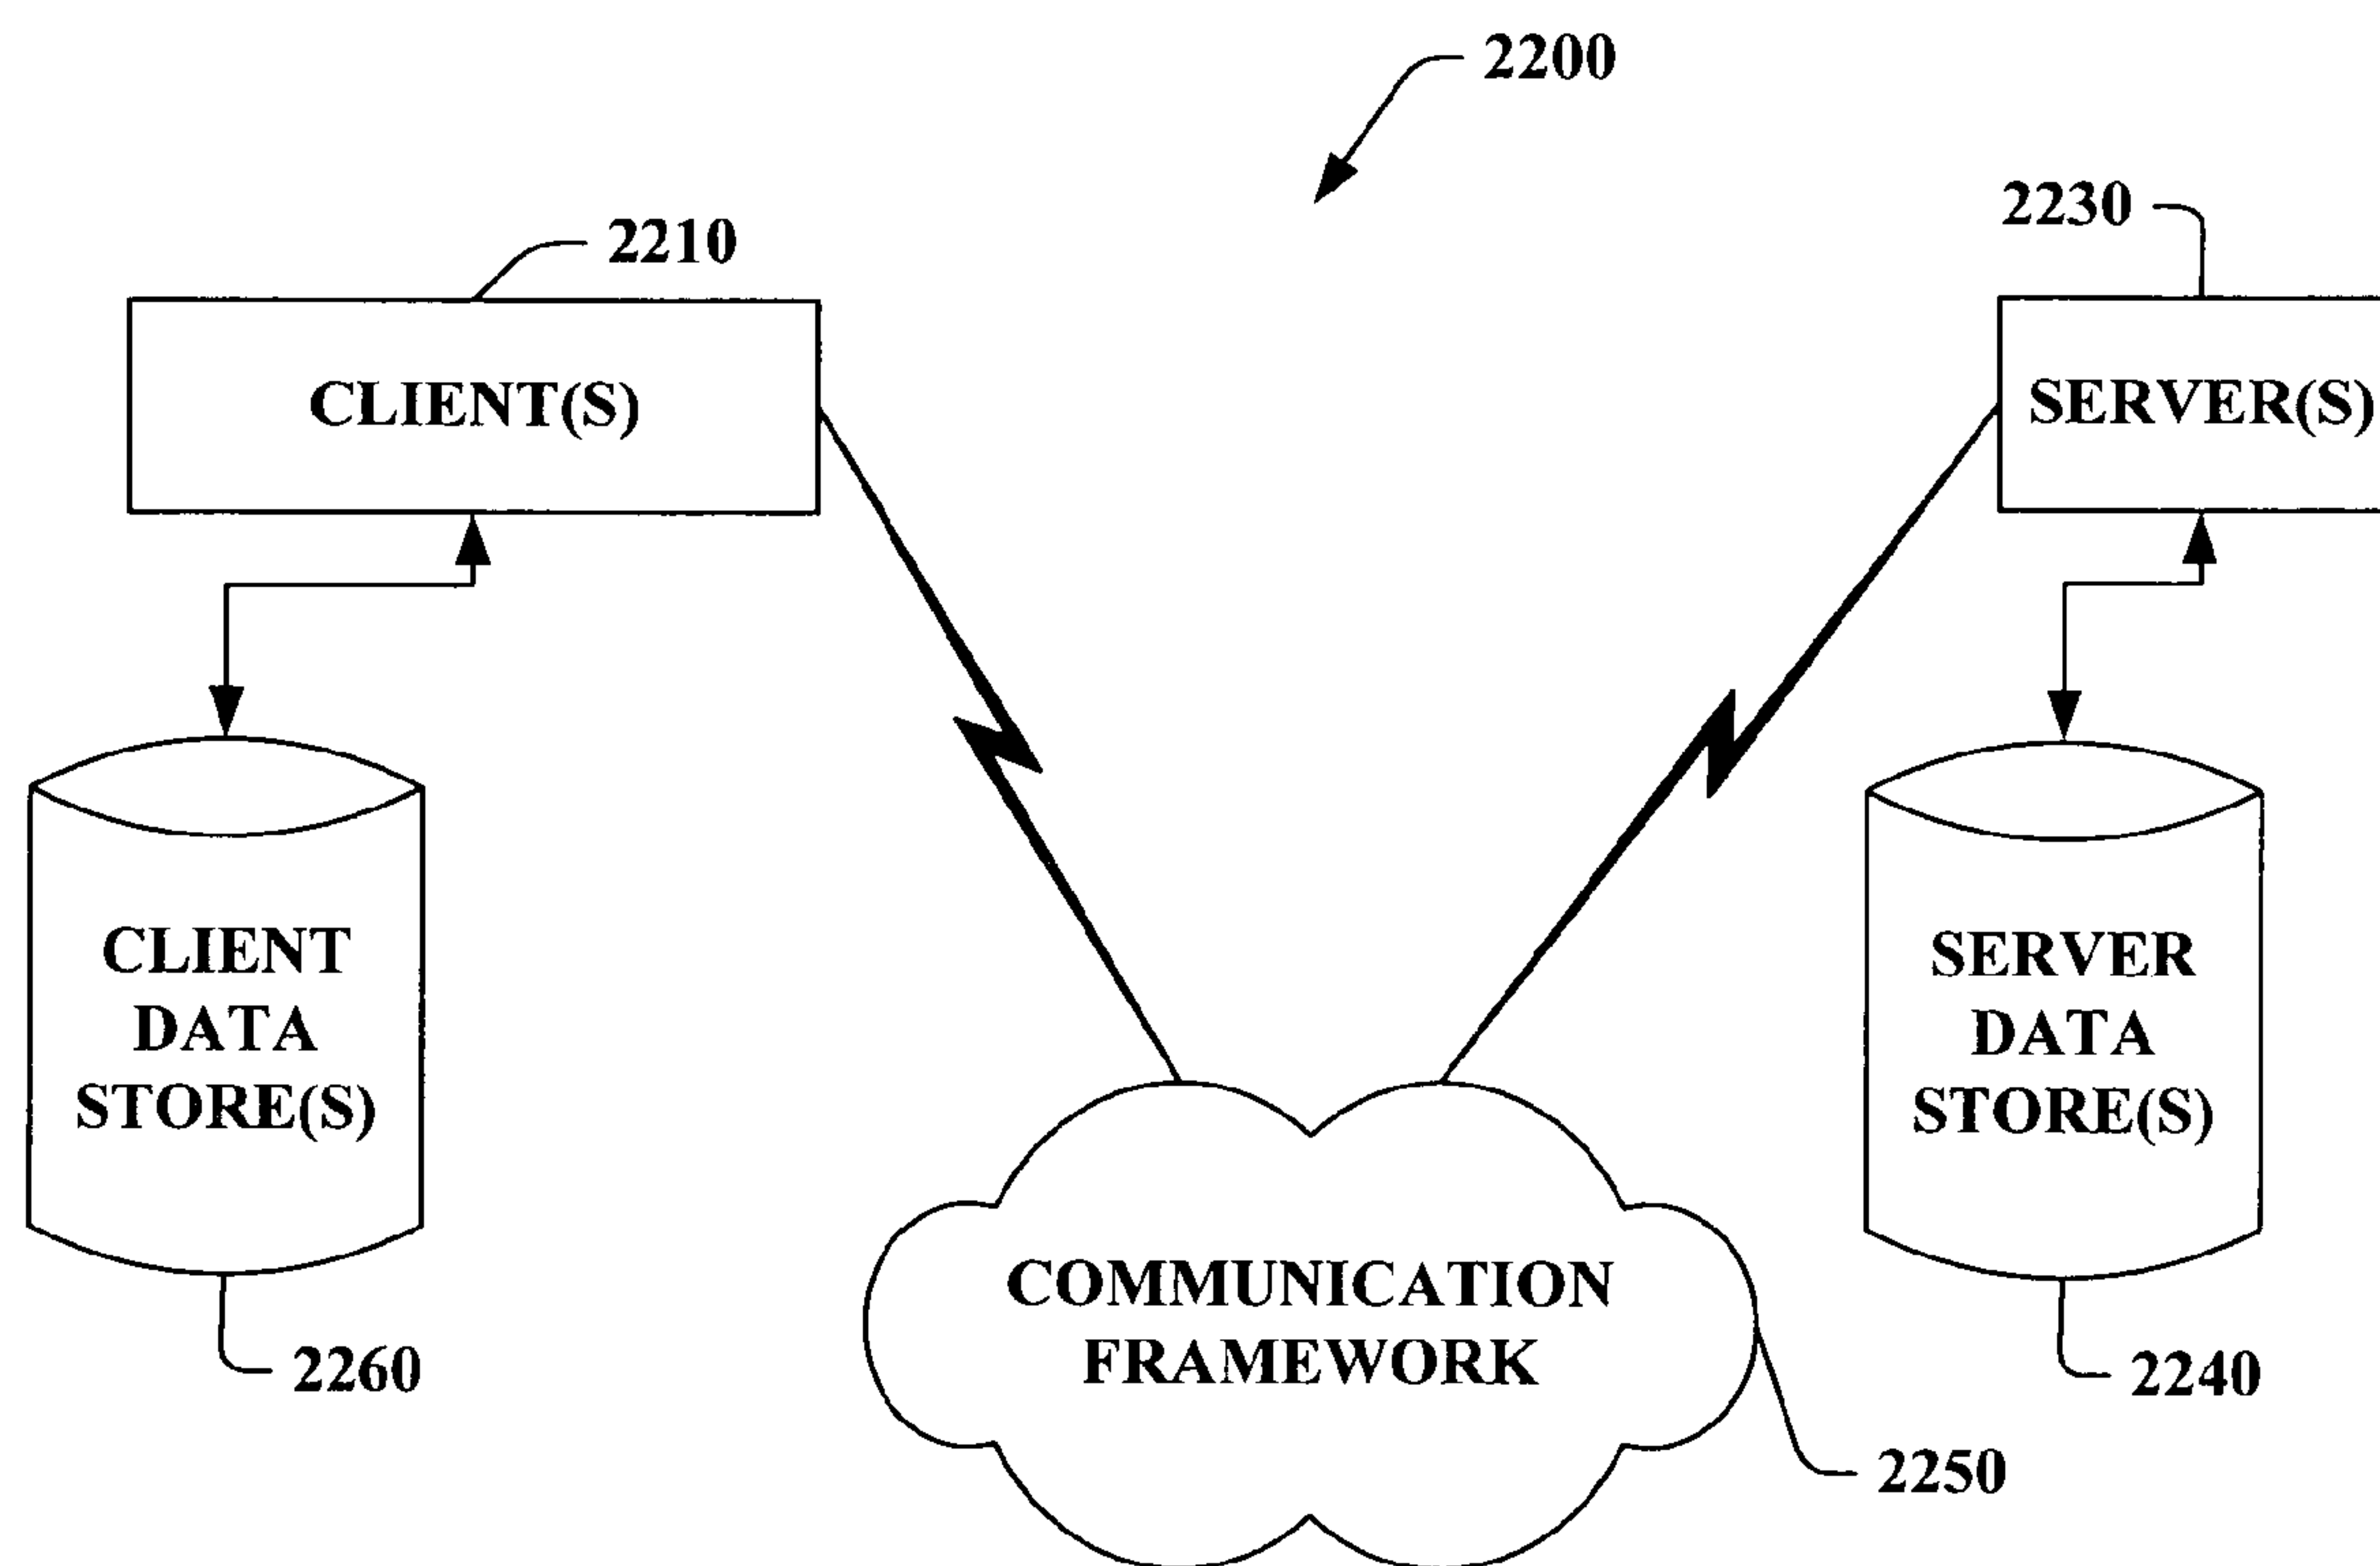 2200
2210
2230
CLIENT(S)
SERVER(S)
CLIENT
DATA
STORE(S)
SERVER
DATA
STORE(S)
COMMUNICATION
FRAMEWORK
2260
2240
2250